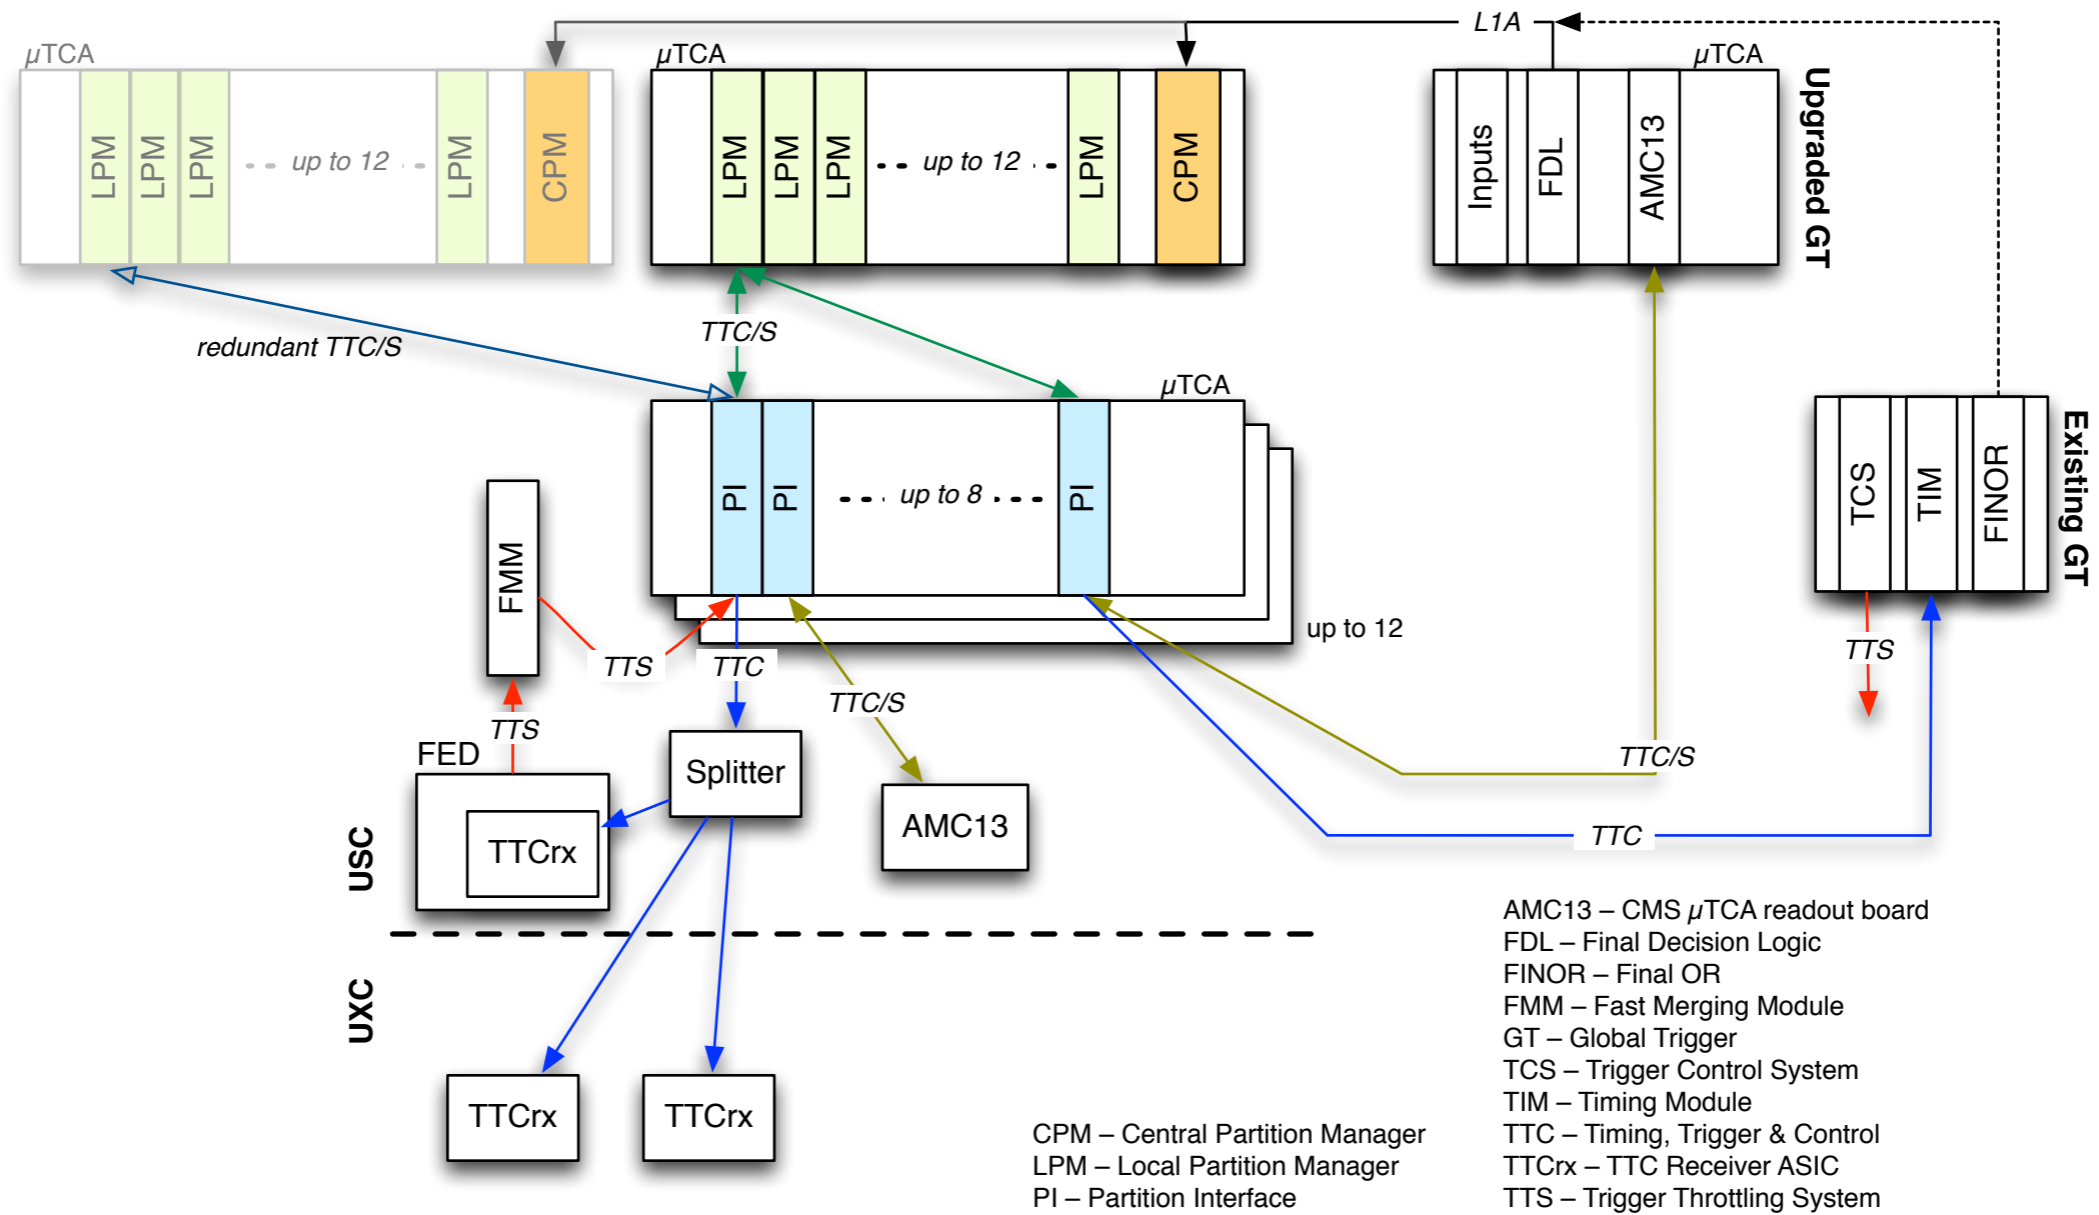 L1A
μTCA
μTCA
μTCA
LPM
LPM
LPM
up to 12
LPM
CPM
LPM
LPM
LPM
up to 12
LPM
CPM
Inputs
FDL
AMC13
Upgraded GT
redundant TTC/S
TTC/S
μTCA
PI
PI
up to 8
PI
up to 12
TCS
TIM
FINOR
Existing GT
FMM
TTS
TTC
TTS
TTC/S
TTS
FED
Splitter
TTC/S
TTCrx
AMC13
TTC
USC
UXC
TTCrx
TTCrx
AMC13 – CMS μTCA readout board
FDL – Final Decision Logic
FINOR – Final OR
FMM – Fast Merging Module
GT – Global Trigger
TCS – Trigger Control System
TIM – Timing Module
TTC – Timing, Trigger & Control
TTCrx – TTC Receiver ASIC
TTS – Trigger Throttling System
CPM – Central Partition Manager
LPM – Local Partition Manager
PI – Partition Interface